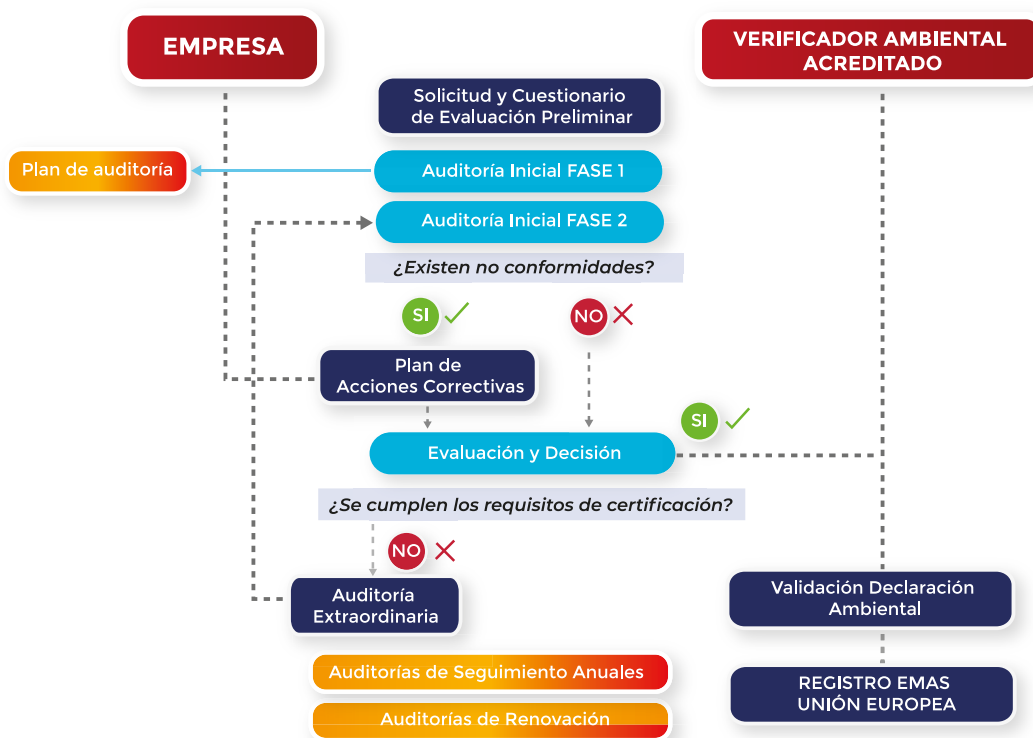 EMPRESA
VERIFICADOR AMBIENTAL
ACREDITADO
Solicitud y Cuestionario
de Evaluación Preliminar
Plan de auditoría
Auditoría Inicial FASE 1
Auditoría Inicial FASE 2
¿Existen no conformidades?
SI
NO
Plan de
Acciones Correctivas
SI
Evaluación y Decisión
¿Se cumplen los requisitos de certificación?
NO
Auditoría
Extraordinaria
Validación Declaración
Ambiental
Auditorías de Seguimiento Anuales
REGISTRO EMAS
UNIÓN EUROPEA
Auditorías de Renovación